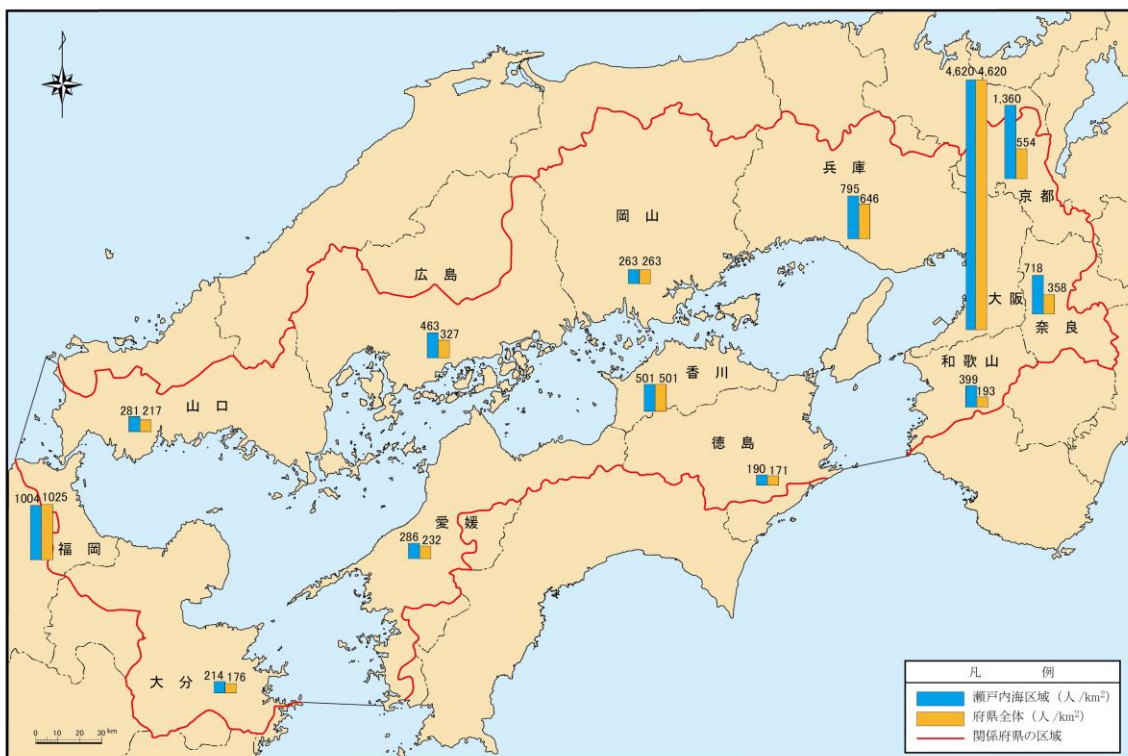 4,620 4,620
1,360
554
兵 庫
京 都
795
646
岡 山
広 島
263 263
718
358
大 阪
奈 良
463
327
和 歌 山
香 川
399
193
501 501
281 217
山 口
徳 島
190 171
1004 1025
愛 媛
福 岡
286 232
大 分
214 176
凡 例
瀬戸内海区域（人/km²）
府県全体（人/km²）
関係府県の区域
0 10 20 30 km